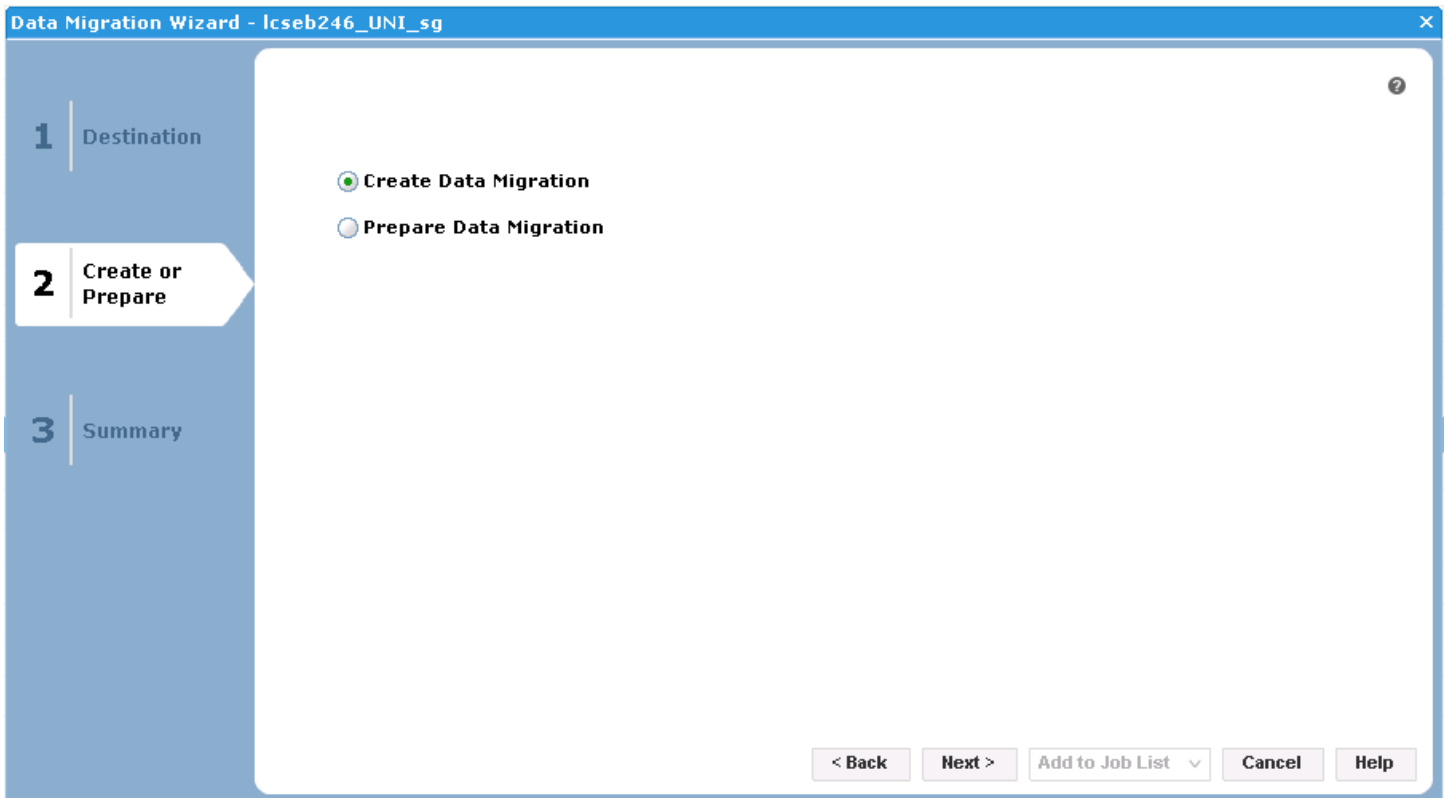 Data Migration Wizard - lcseb246_UNI_sg
1
Destination
2
Create or
Prepare
3
Summary
Create Data Migration
Prepare Data Migration
< Back
Next >
Add to Job List
Cancel
Help